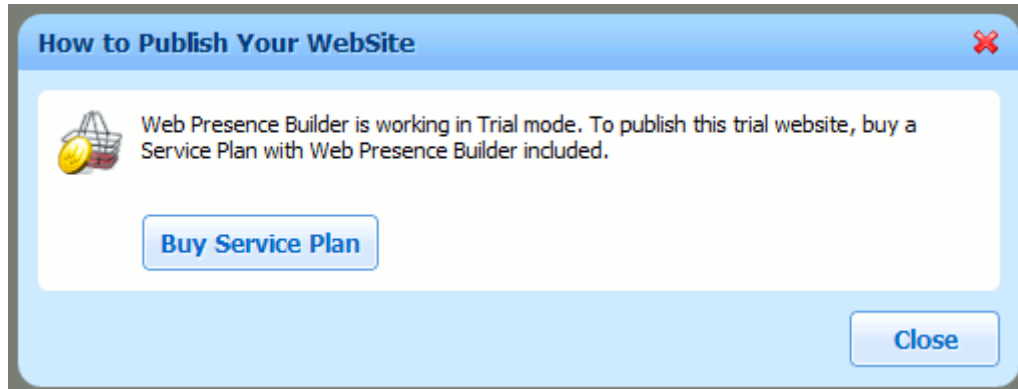 How to Publish Your WebSite
Web Presence Builder is working in Trial mode. To publish this trial website, buy a
Service Plan with Web Presence Builder included.
Buy Service Plan
Close